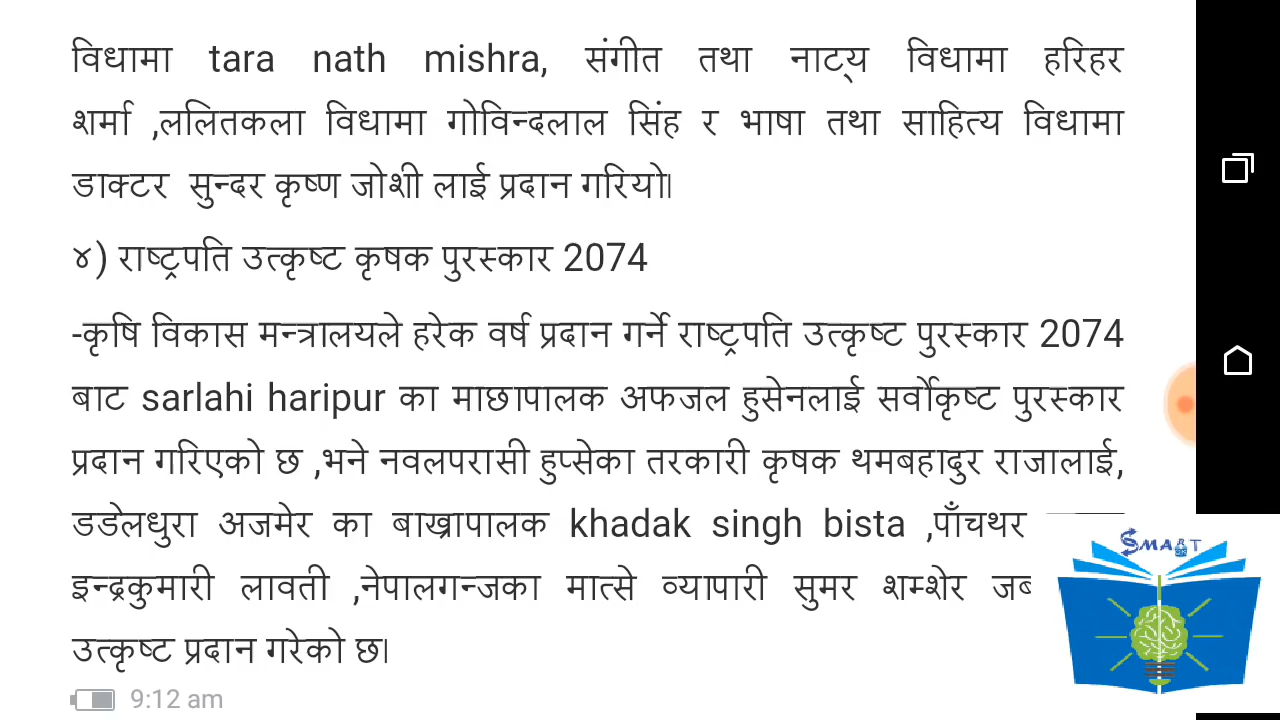 विधामा tara nath mishra, संगीत तथा नाट्य विधामा हरिहर
शर्मा ,ललितकला विधामा गोविन्दलाल सिंह र भाषा तथा साहित्य विधामा
डाक्टर सुन्दर कृष्ण जोशी लाई प्रदान गरियो।
४) राष्ट्रपति उत्कृष्ट कृषक पुरस्कार 2074
-कृषि विकास मन्त्रालयले हरेक वर्ष प्रदान गर्ने राष्ट्रपति उत्कृष्ट पुरस्कार 2074
बाट sarlahi haripur का माछापालक अफजल हुसेनलाई सर्वोेकृष्ट पुरस्कार
प्रदान गरिएको छ ,भने नवलपरासी हुप्सेका तरकारी कृषक थमबहादुर राजालाई,
डडेलधुरा अजमेर का बाख्रापालक khadak singh bista ,पाँचथर
इन्द्रकुमारी लावती ,नेपालगन्जका मात्से व्यापारी सुमर शम्शेर
उत्कृष्ट प्रदान गरेको छ।
9:12 am
SMART